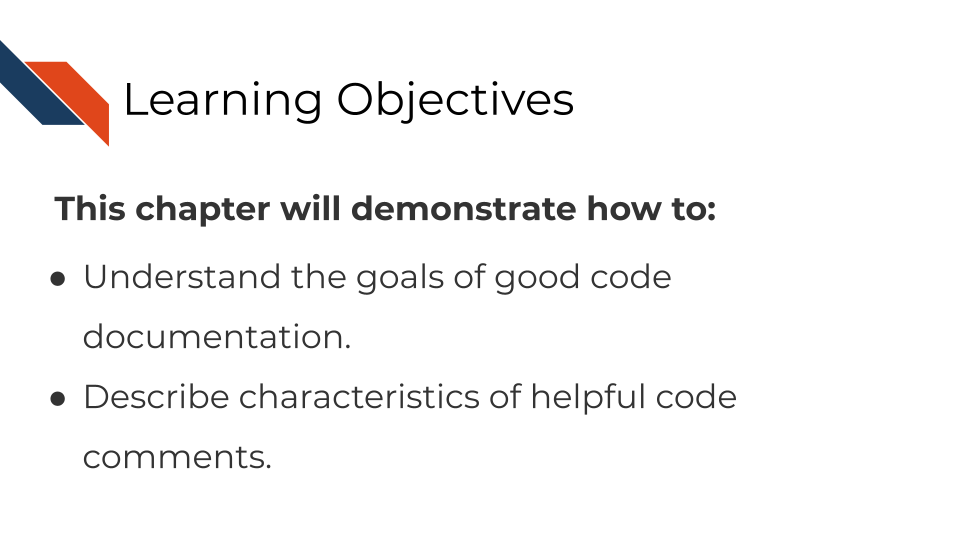 Learning Objectives
This chapter will demonstrate how to:
● Understand the goals of good code
documentation.
● Describe characteristics of helpful code
comments.